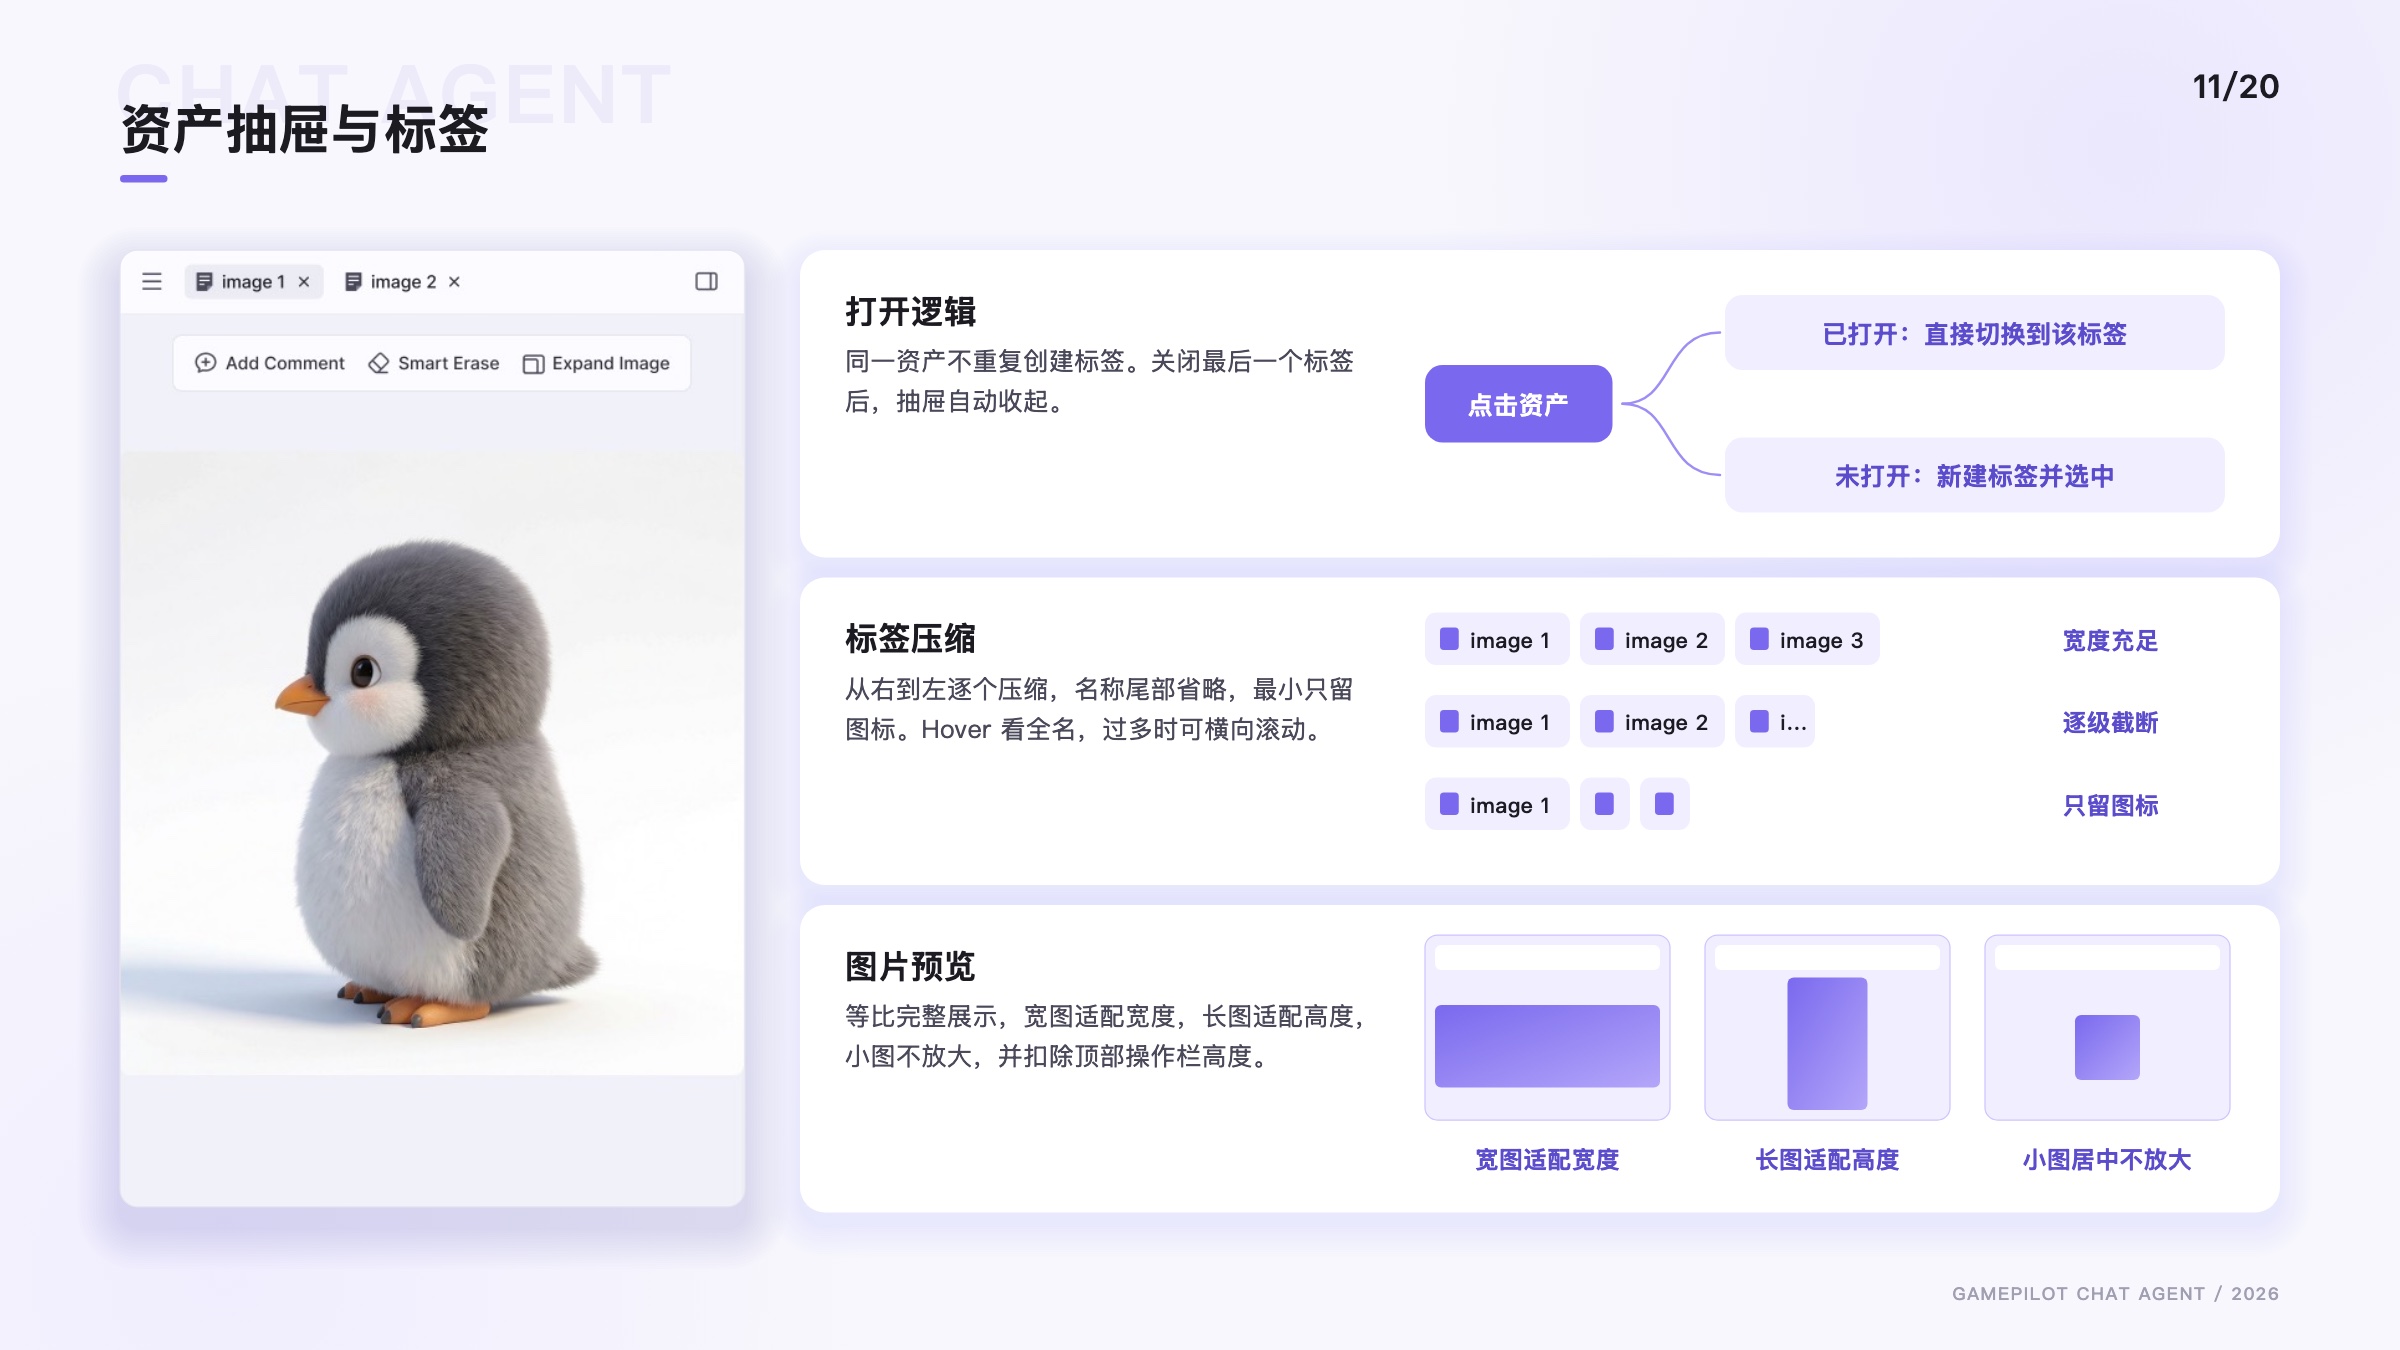 CHAT AGENT
资产抽屉与标签
11/20
image 1
image 2
Add Comment
Smart Erase
Expand Image
打开逻辑
同一资产不重复创建标签。关闭最后一个标签
后，抽屉自动收起。
点击资产
已打开：直接切换到该标签
未打开：新建标签并选中
标签压缩
从右到左逐个压缩，名称尾部省略，最小只留
图标。Hover 看全名，过多时可横向滚动。
image 1
image 2
image 3
宽度充足
image 1
image 2
i...
逐级截断
image 1
只留图标
图片预览
等比完整展示，宽图适配宽度，长图适配高度，
小图不放大，并扣除顶部操作栏高度。
宽图适配宽度
长图适配高度
小图居中不放大
GAMEPILOT CHAT AGENT / 2026